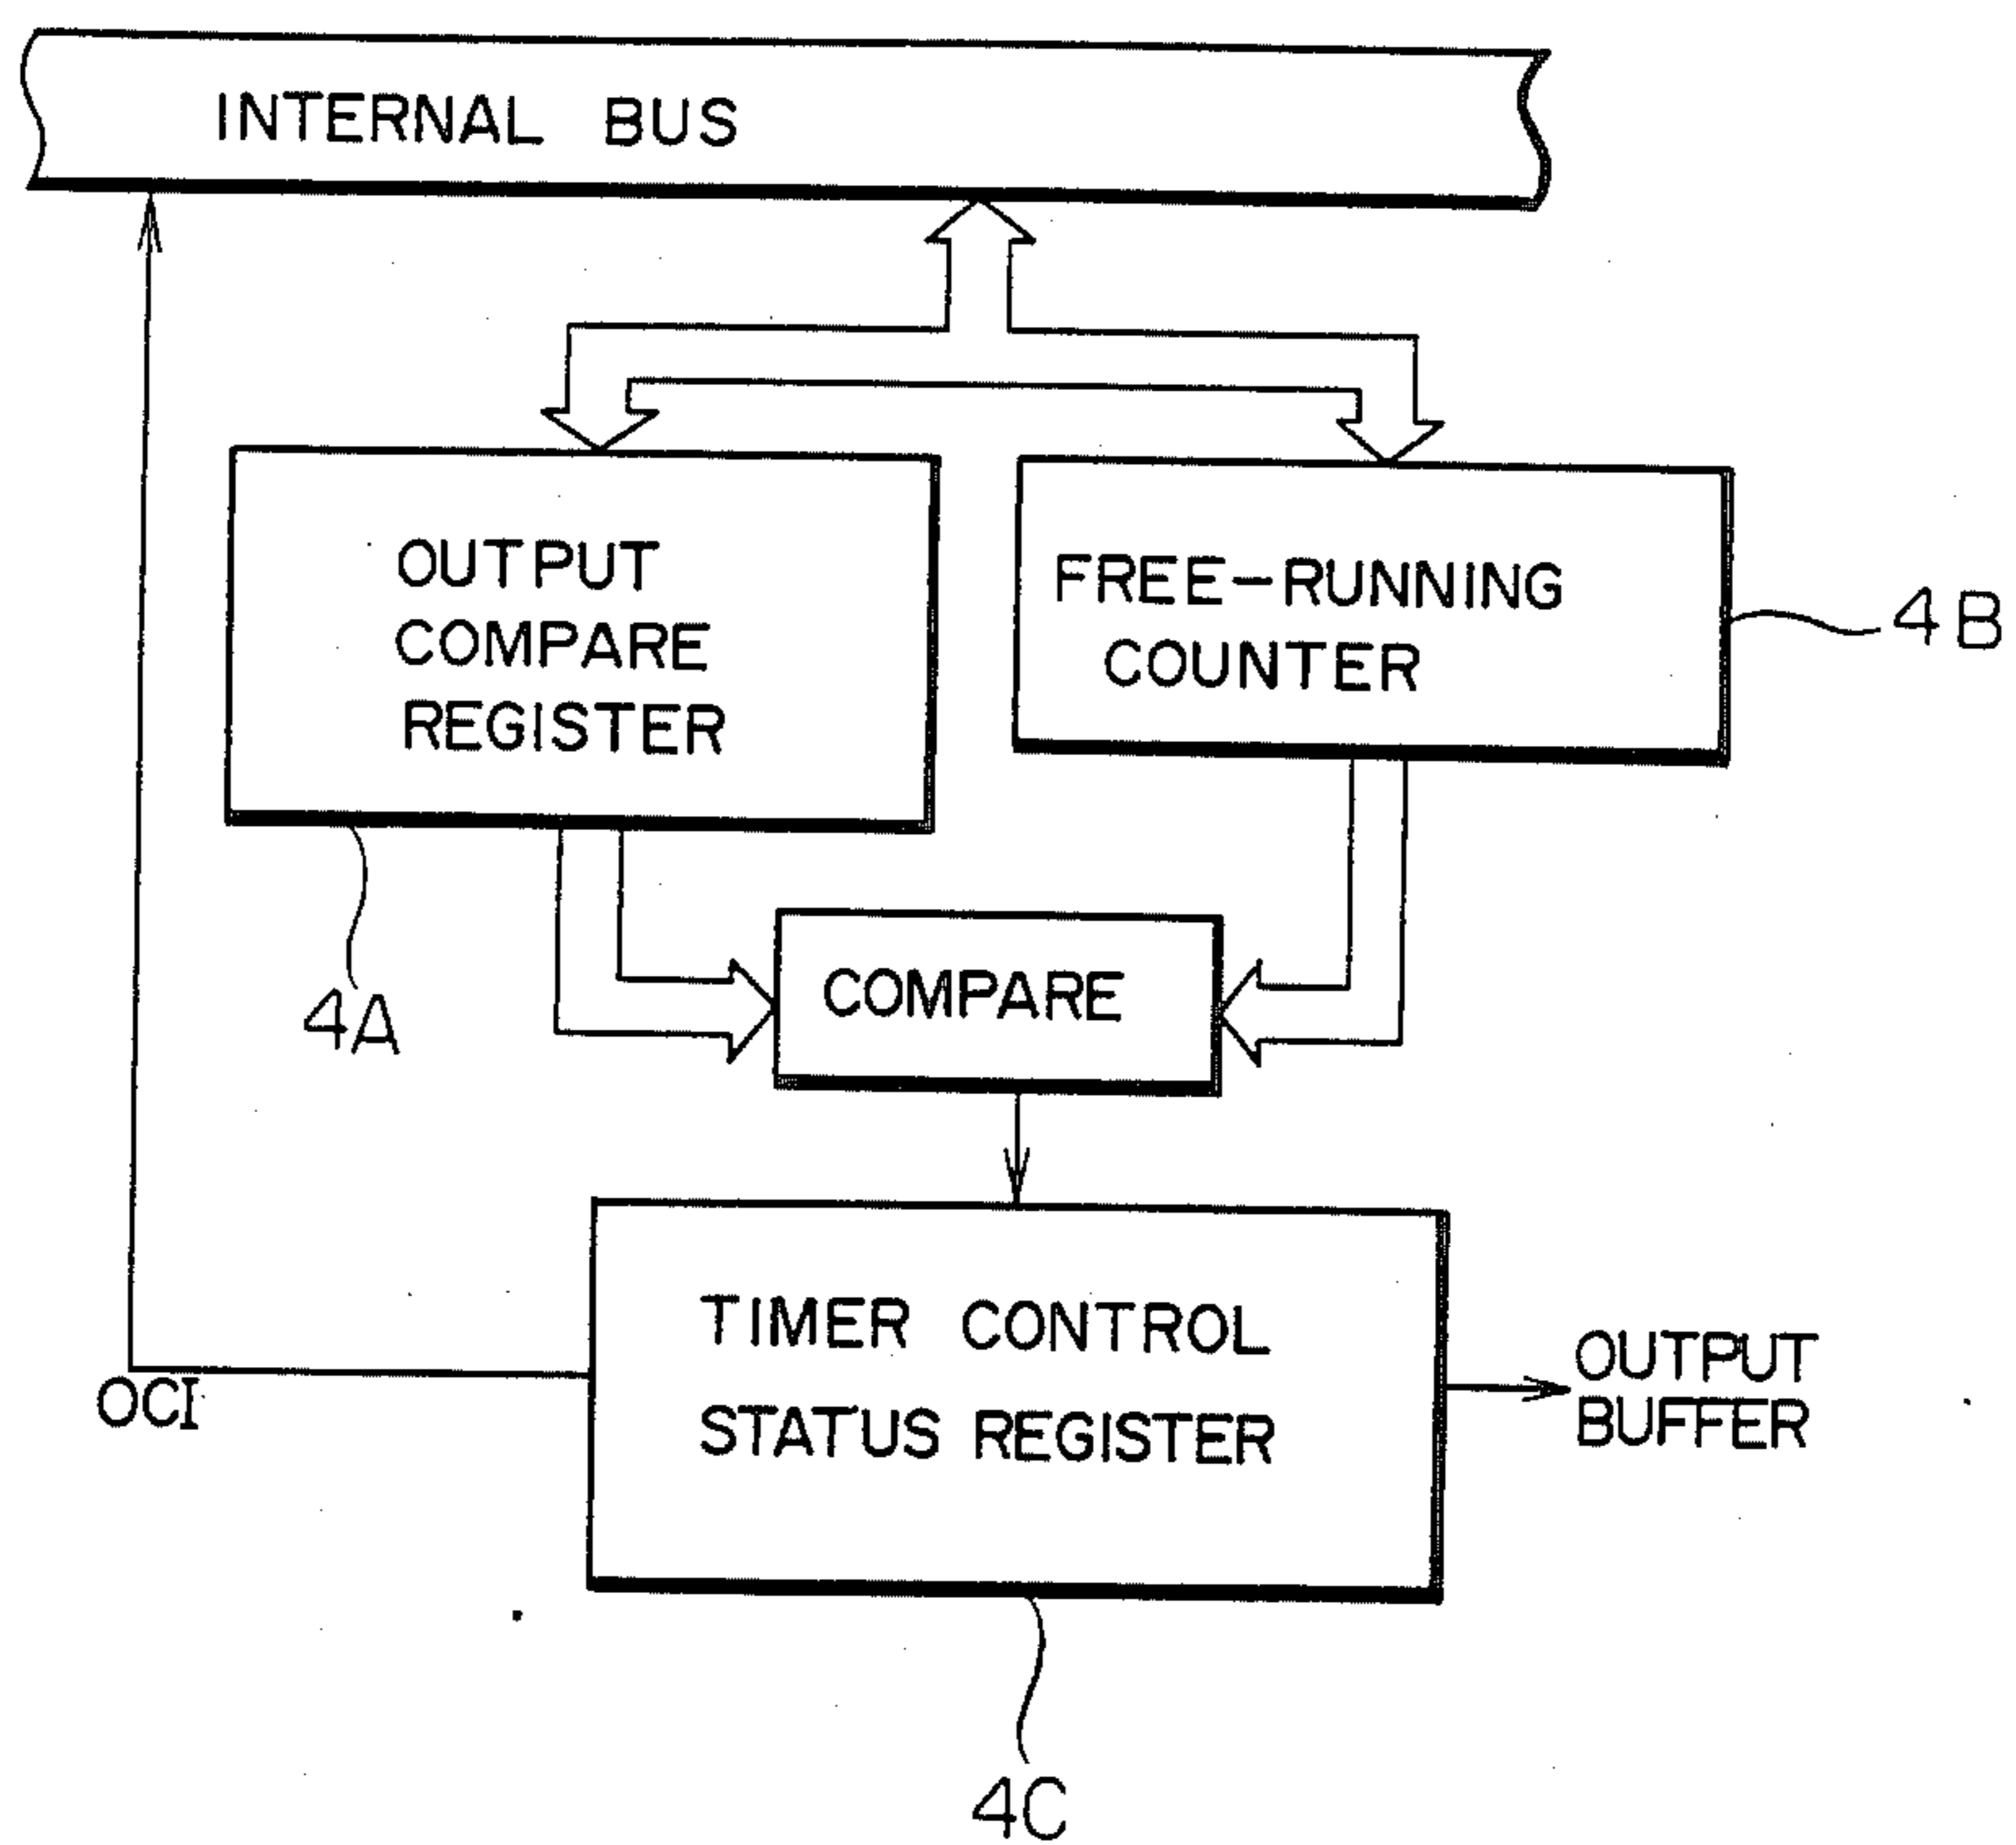 INTERNAL BUS
OUTPUT
COMPARE
REGISTER
FREE-RUNNING
COUNTER
4B
4A
COMPARE
TIMER CONTROL
STATUS REGISTER
OCI
OUTPUT
BUFFER
4C